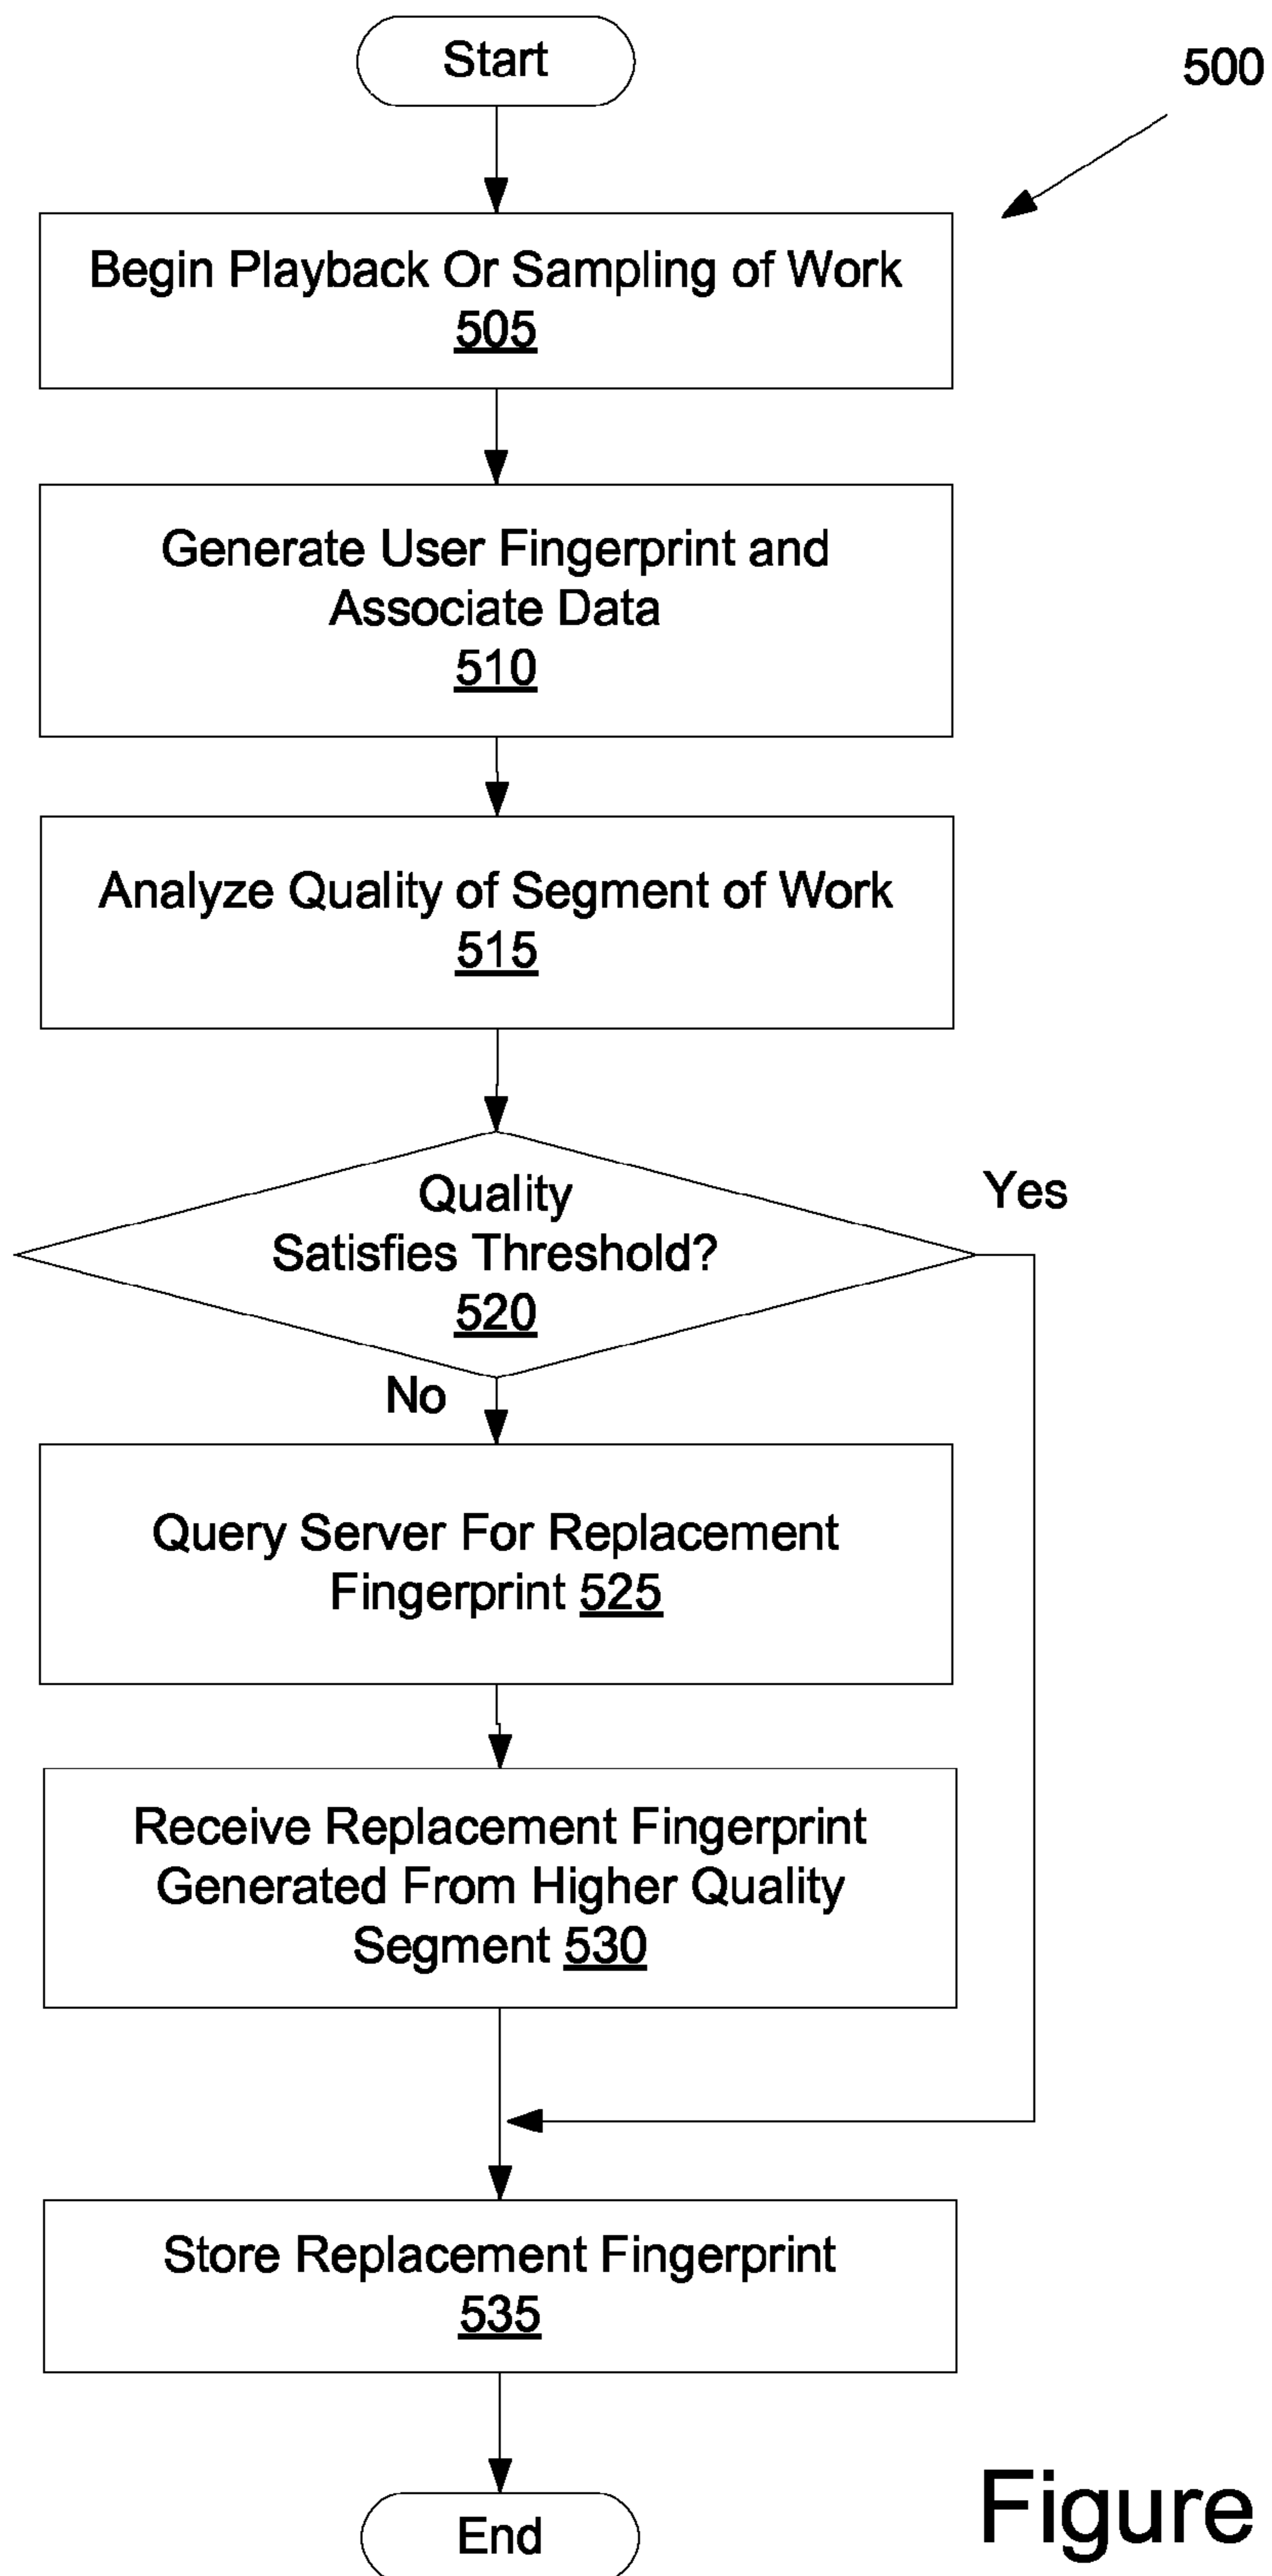 Start
500
Begin Playback Or Sampling of Work
505
Generate User Fingerprint and
Associate Data
510
Analyze Quality of Segment of Work
515
Quality
Satisfies Threshold?
520
Yes
No
Query Server For Replacement
Fingerprint 525
Receive Replacement Fingerprint
Generated From Higher Quality
Segment 530
Store Replacement Fingerprint
535
End
Figure